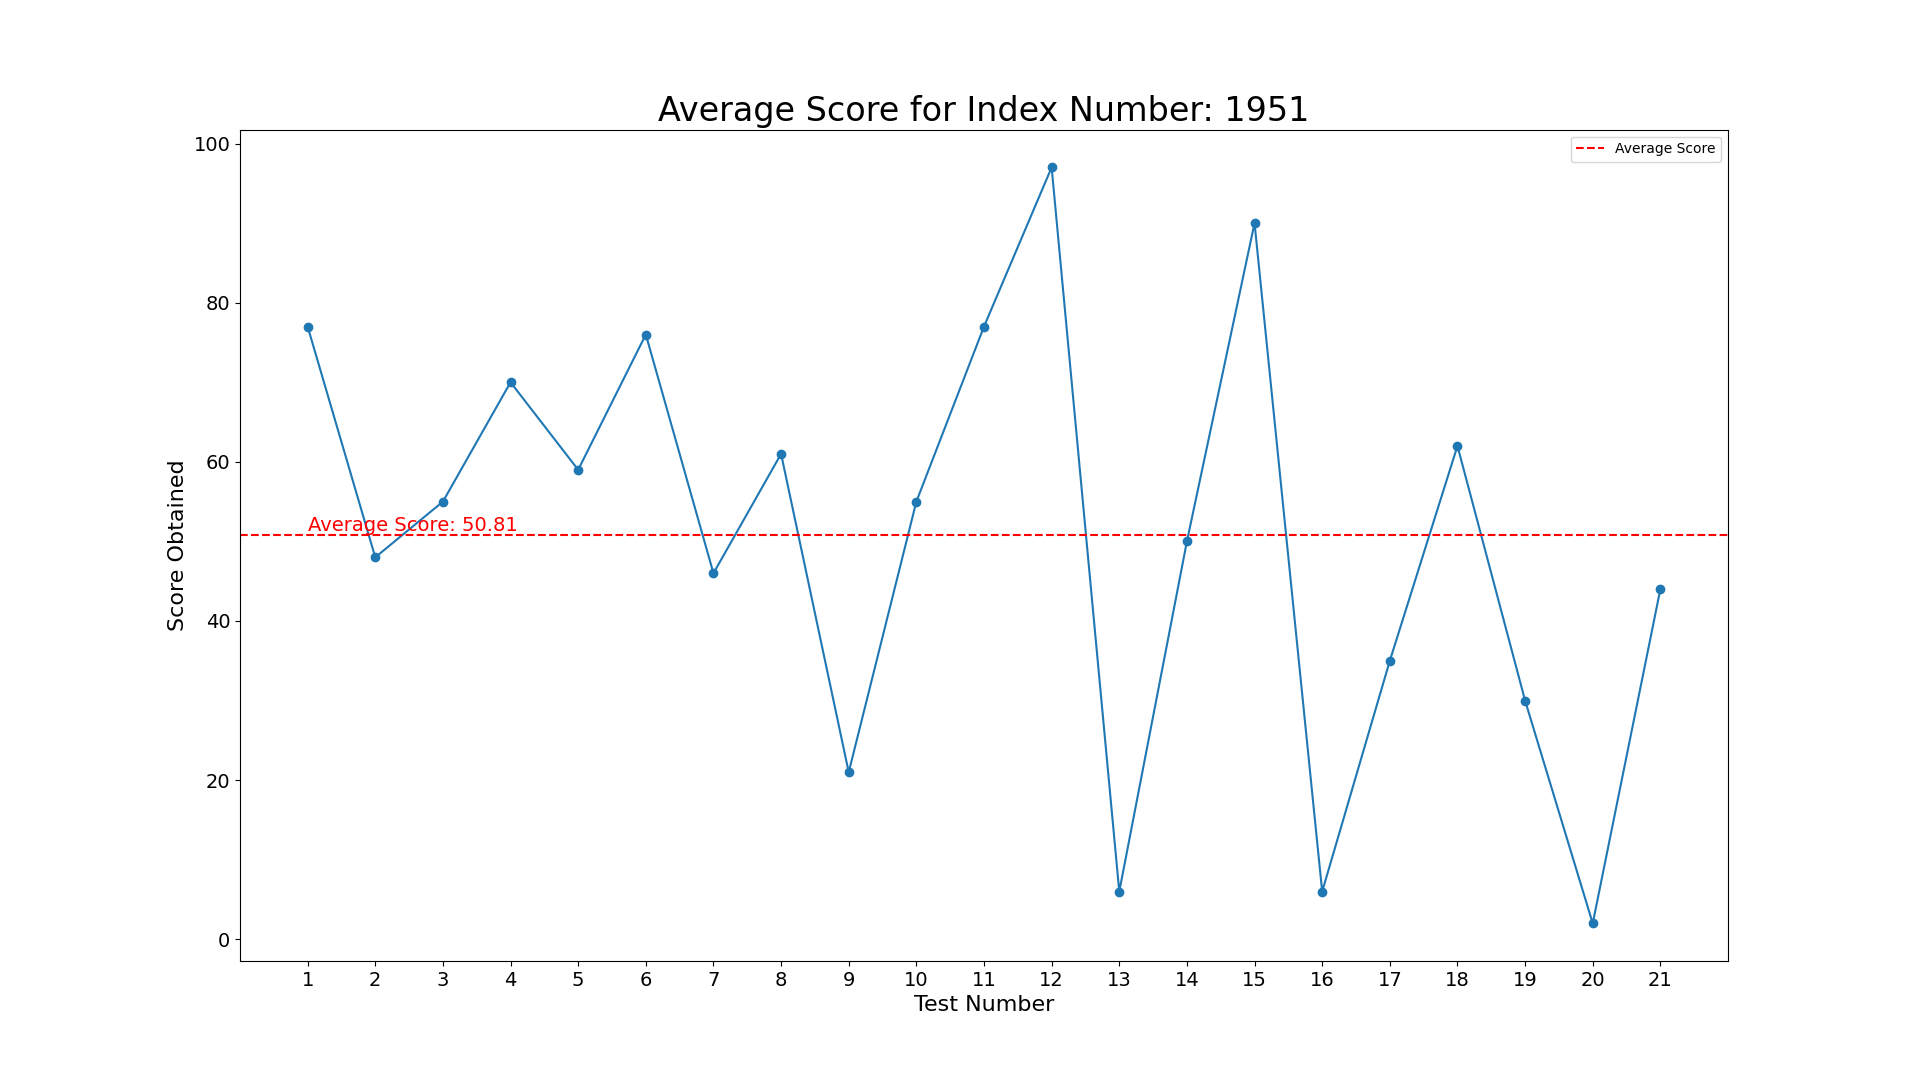 Average Score for Index Number: 1951
Average Score
100
80
60
40
20
0
Score Obtained
Average Score: 50.81
1 2 3 4 5 6 7 8 9 10 11 12 13 14 15 16 17 18 19 20 21
Test Number